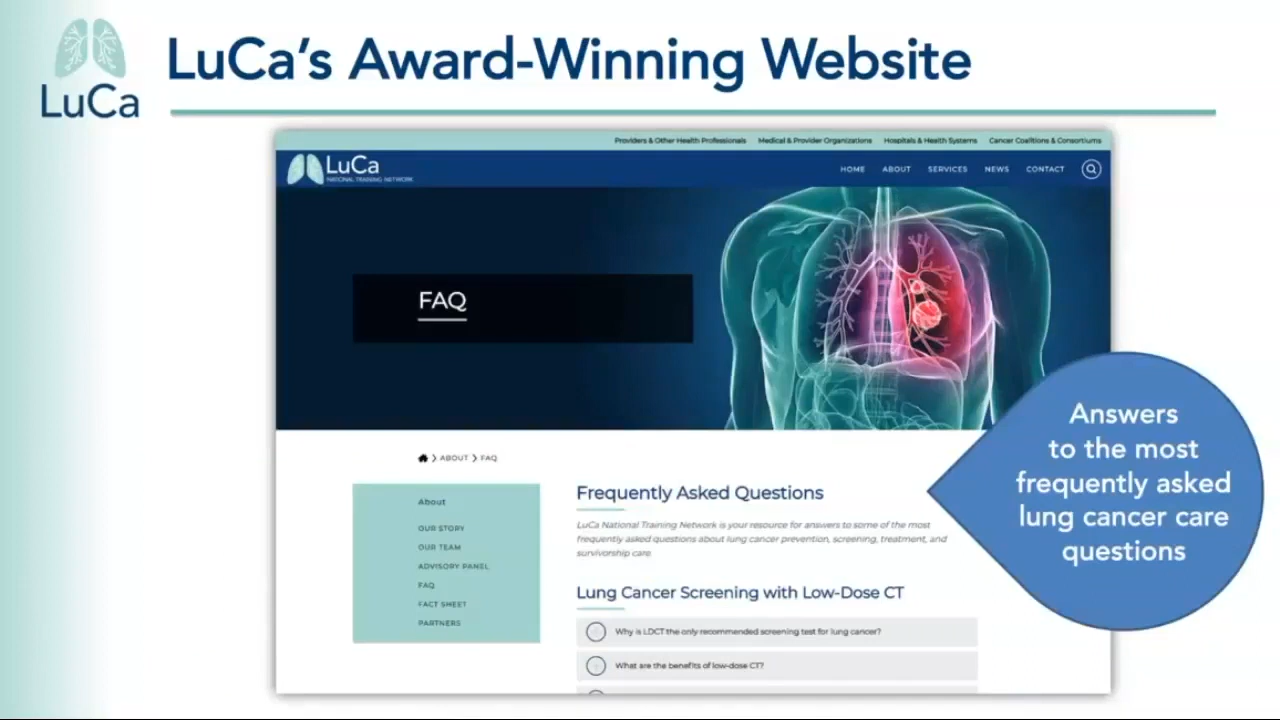 LuCa
LuCa's Award-Winning Website
Providers & Other Health Professionals Medical & Provider Organizations Hospitals & Health Systems Cancer Coalitions & Consortiums
LuCa
NATIONAL TRAINING NETWORK
HOME ABOUT SERVICES NEWS CONTACT
FAQ
ABOUT FAQ
About
OUR STORY
OUR TEAM
ADVISORY PANEL
FAQ
FACT SHEET
PARTNERS
Frequently Asked Questions
LuCa National Training Network is your resource for answers to some of the most
frequently asked questions about lung cancer prevention, screening, treatment, and
survivorship care.
Lung Cancer Screening with Low-Dose CT
Why is LDCT the only recommended screening test for lung cancer?
What are the benefits of low-dose CT?
Answers
to the most
frequently asked
lung cancer care
questions